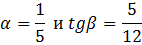 α = 1/5 и tgβ = 5/12